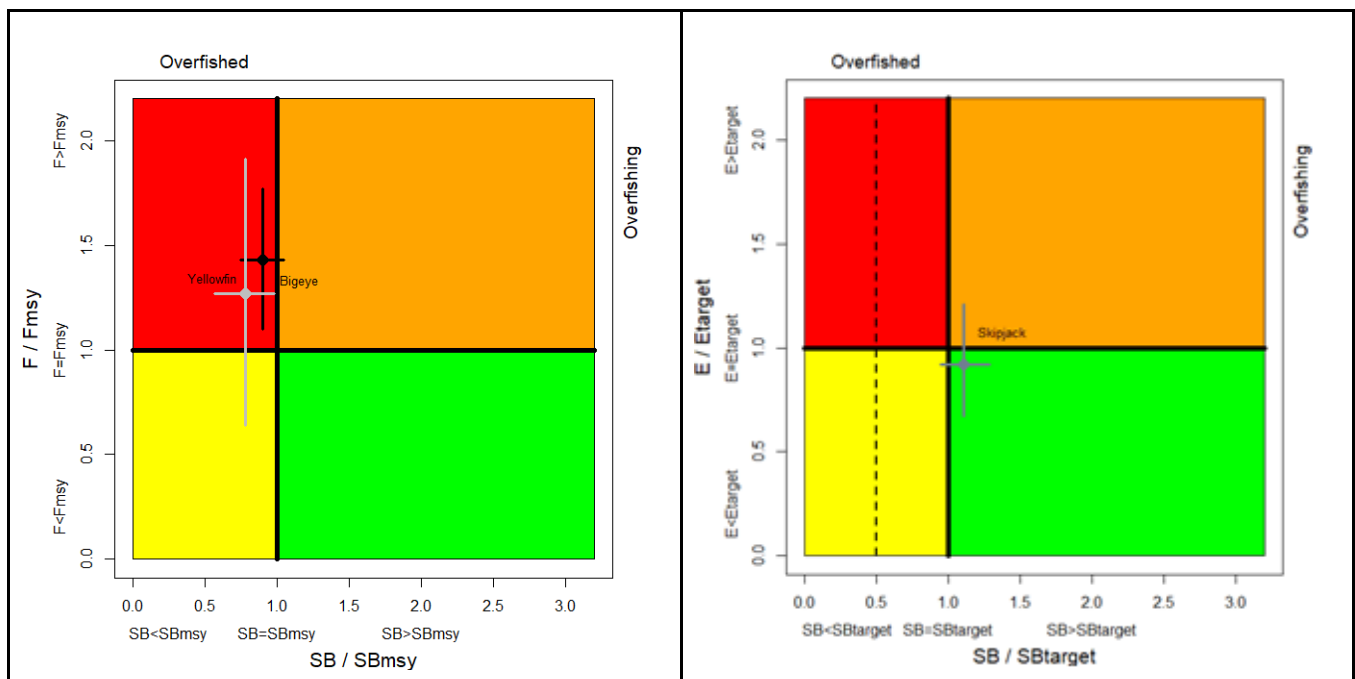 Overfished
Overfishing
F / Fmsy
F>Fmsy
F=Fmsy
F<Fmsy
2.0
1.5
1.0
0.5
0.0
Yellowfin
Bigeye
0.0 0.5 1.0 1.5 2.0 2.5 3.0
SB<SBmsy SB=SBmsy SB>SBmsy
SB / SBmsy
Overfished
Overfishing
E / Etarget
E>Etarget
E=Etarget
E<Etarget
2.0
1.5
1.0
0.5
0.0
Skipjack
0.0 0.5 1.0 1.5 2.0 2.5 3.0
SB<SBtarget SB=SBtarget SB>SBtarget
SB / SBtarget